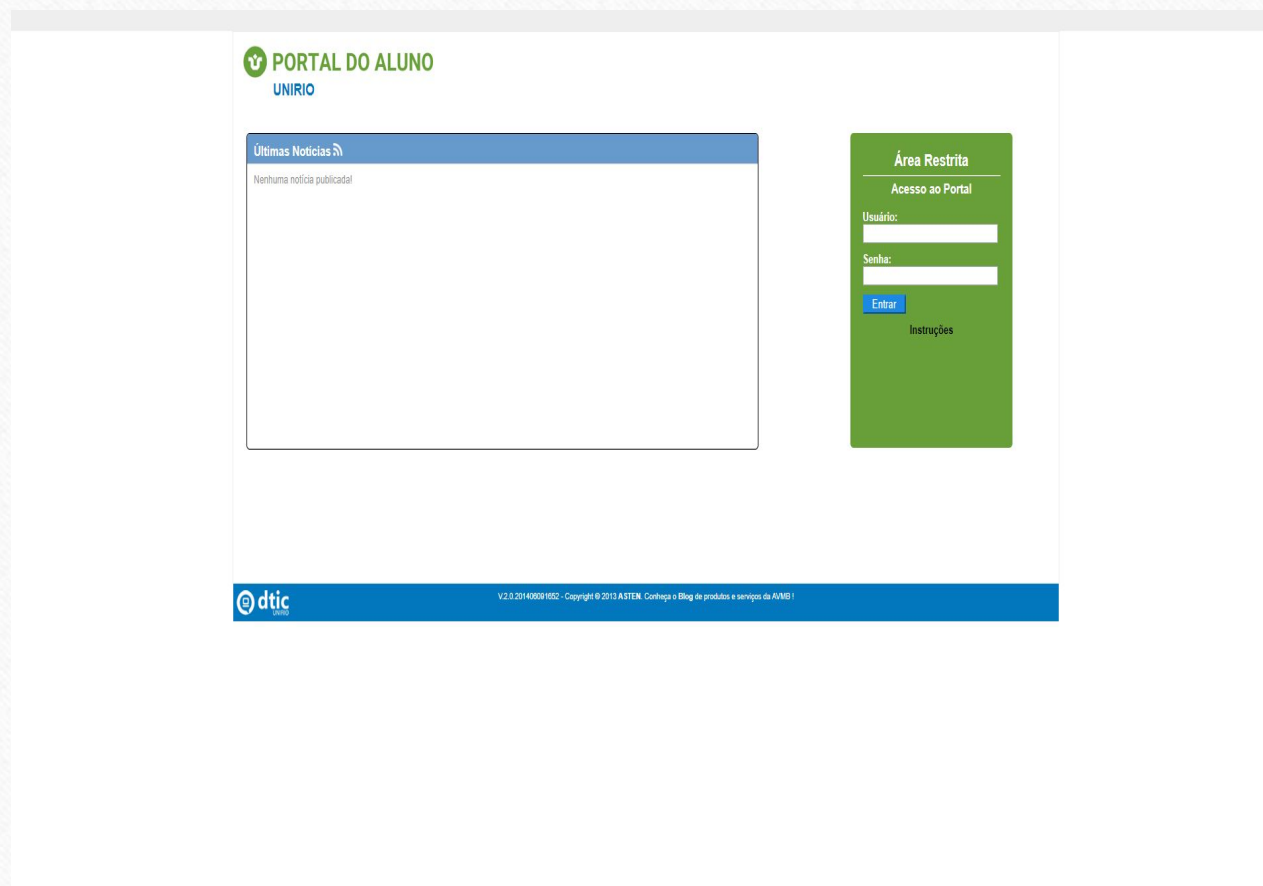 PORTAL DO ALUNO
UNIRIO
Últimas Notícias
Nenhuma notícia publicada!
Área Restrita
Acesso ao Portal
Usuário:
Senha:
Entrar
Instruções
dtic
UNIRIO
V.2.0.201406091652 - Copyright © 2013 ASTEN. Conheça o Blog de produtos e serviços da AVMB !